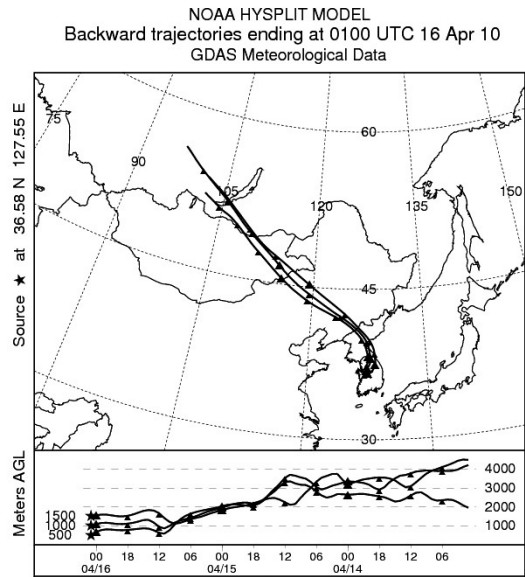 NOAA HYSPLIT MODEL
Backward trajectories ending at 0100 UTC 16 Apr 10
GDAS Meteorological Data
Source ★ at 36.58 N 127.55 E
75
90
105
120
135
150
60
45
30
Meters AGL
1500
1000
500
4000
3000
2000
1000
00 18 12 06 00 18 12 06 00 18 12 06
04/16 04/15 04/14